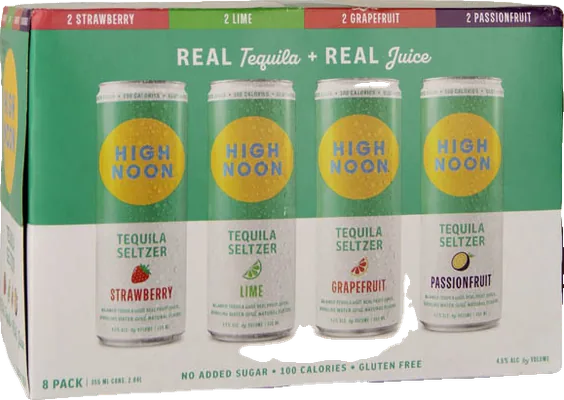 2 STRAWBERRY
2 LIME
2 GRAPEFRUIT
2 PASSIONFRUIT
REAL Tequila + REAL Juice
HIGH NOON
HIGH NOON
HIGH NOON
HIGH NOON
TEQUILA SELTZER
TEQUILA SELTZER
TEQUILA SELTZER
TEQUILA SELTZER
STRAWBERRY
LIME
GRAPEFRUIT
PASSIONFRUIT
8 PACK
NO ADDED SUGAR • 100 CALORIES • GLUTEN FREE
4.5% ALC. by VOLUME